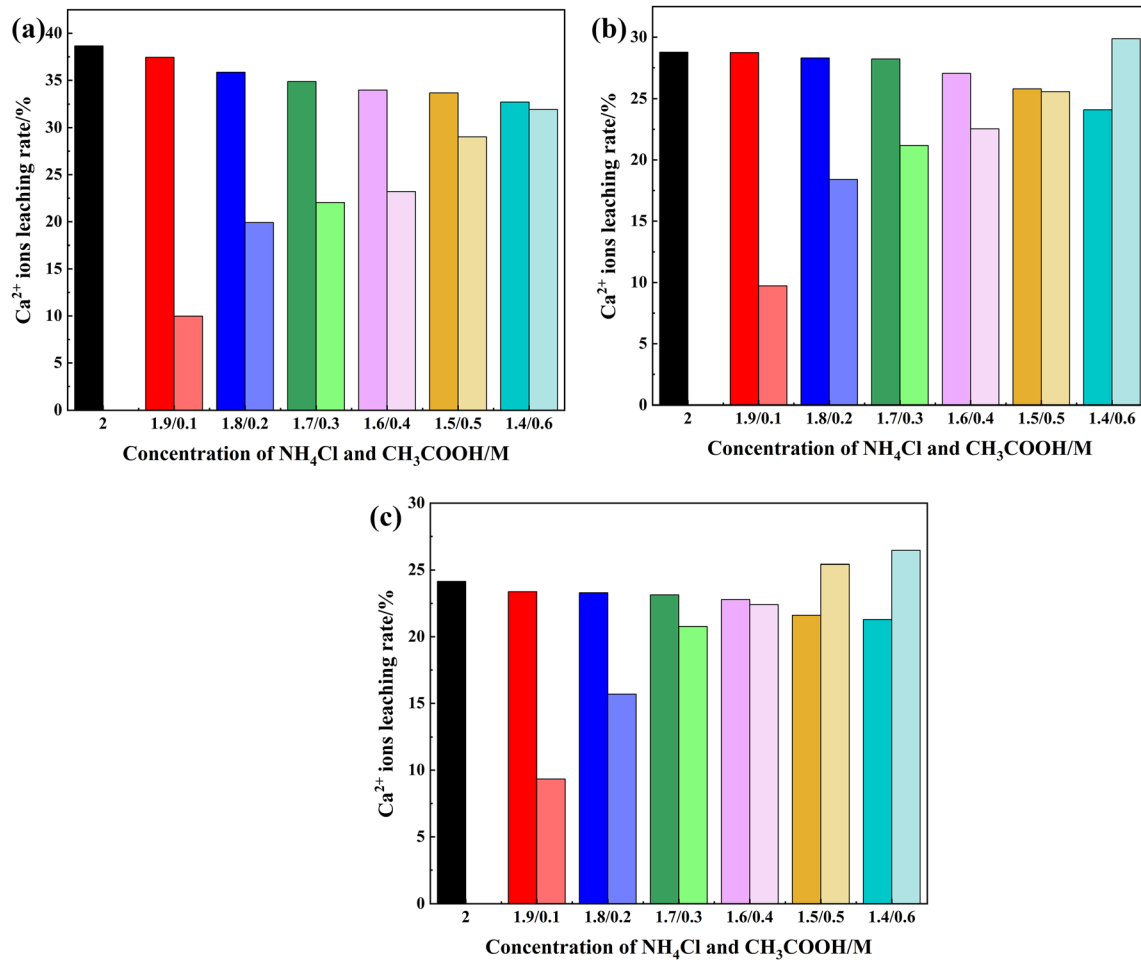 (a)
Ca²⁺ ions leaching rate/%
40
35
30
25
20
15
10
5
0
2 1.9/0.1 1.8/0.2 1.7/0.3 1.6/0.4 1.5/0.5 1.4/0.6
Concentration of NH₄Cl and CH₃COOH/M
(b)
Ca²⁺ ions leaching rate/%
30
25
20
15
10
5
0
2 1.9/0.1 1.8/0.2 1.7/0.3 1.6/0.4 1.5/0.5 1.4/0.6
Concentration of NH₄Cl and CH₃COOH/M
(c)
Ca²⁺ ions leaching rate/%
30
25
20
15
10
5
0
2 1.9/0.1 1.8/0.2 1.7/0.3 1.6/0.4 1.5/0.5 1.4/0.6
Concentration of NH₄Cl and CH₃COOH/M